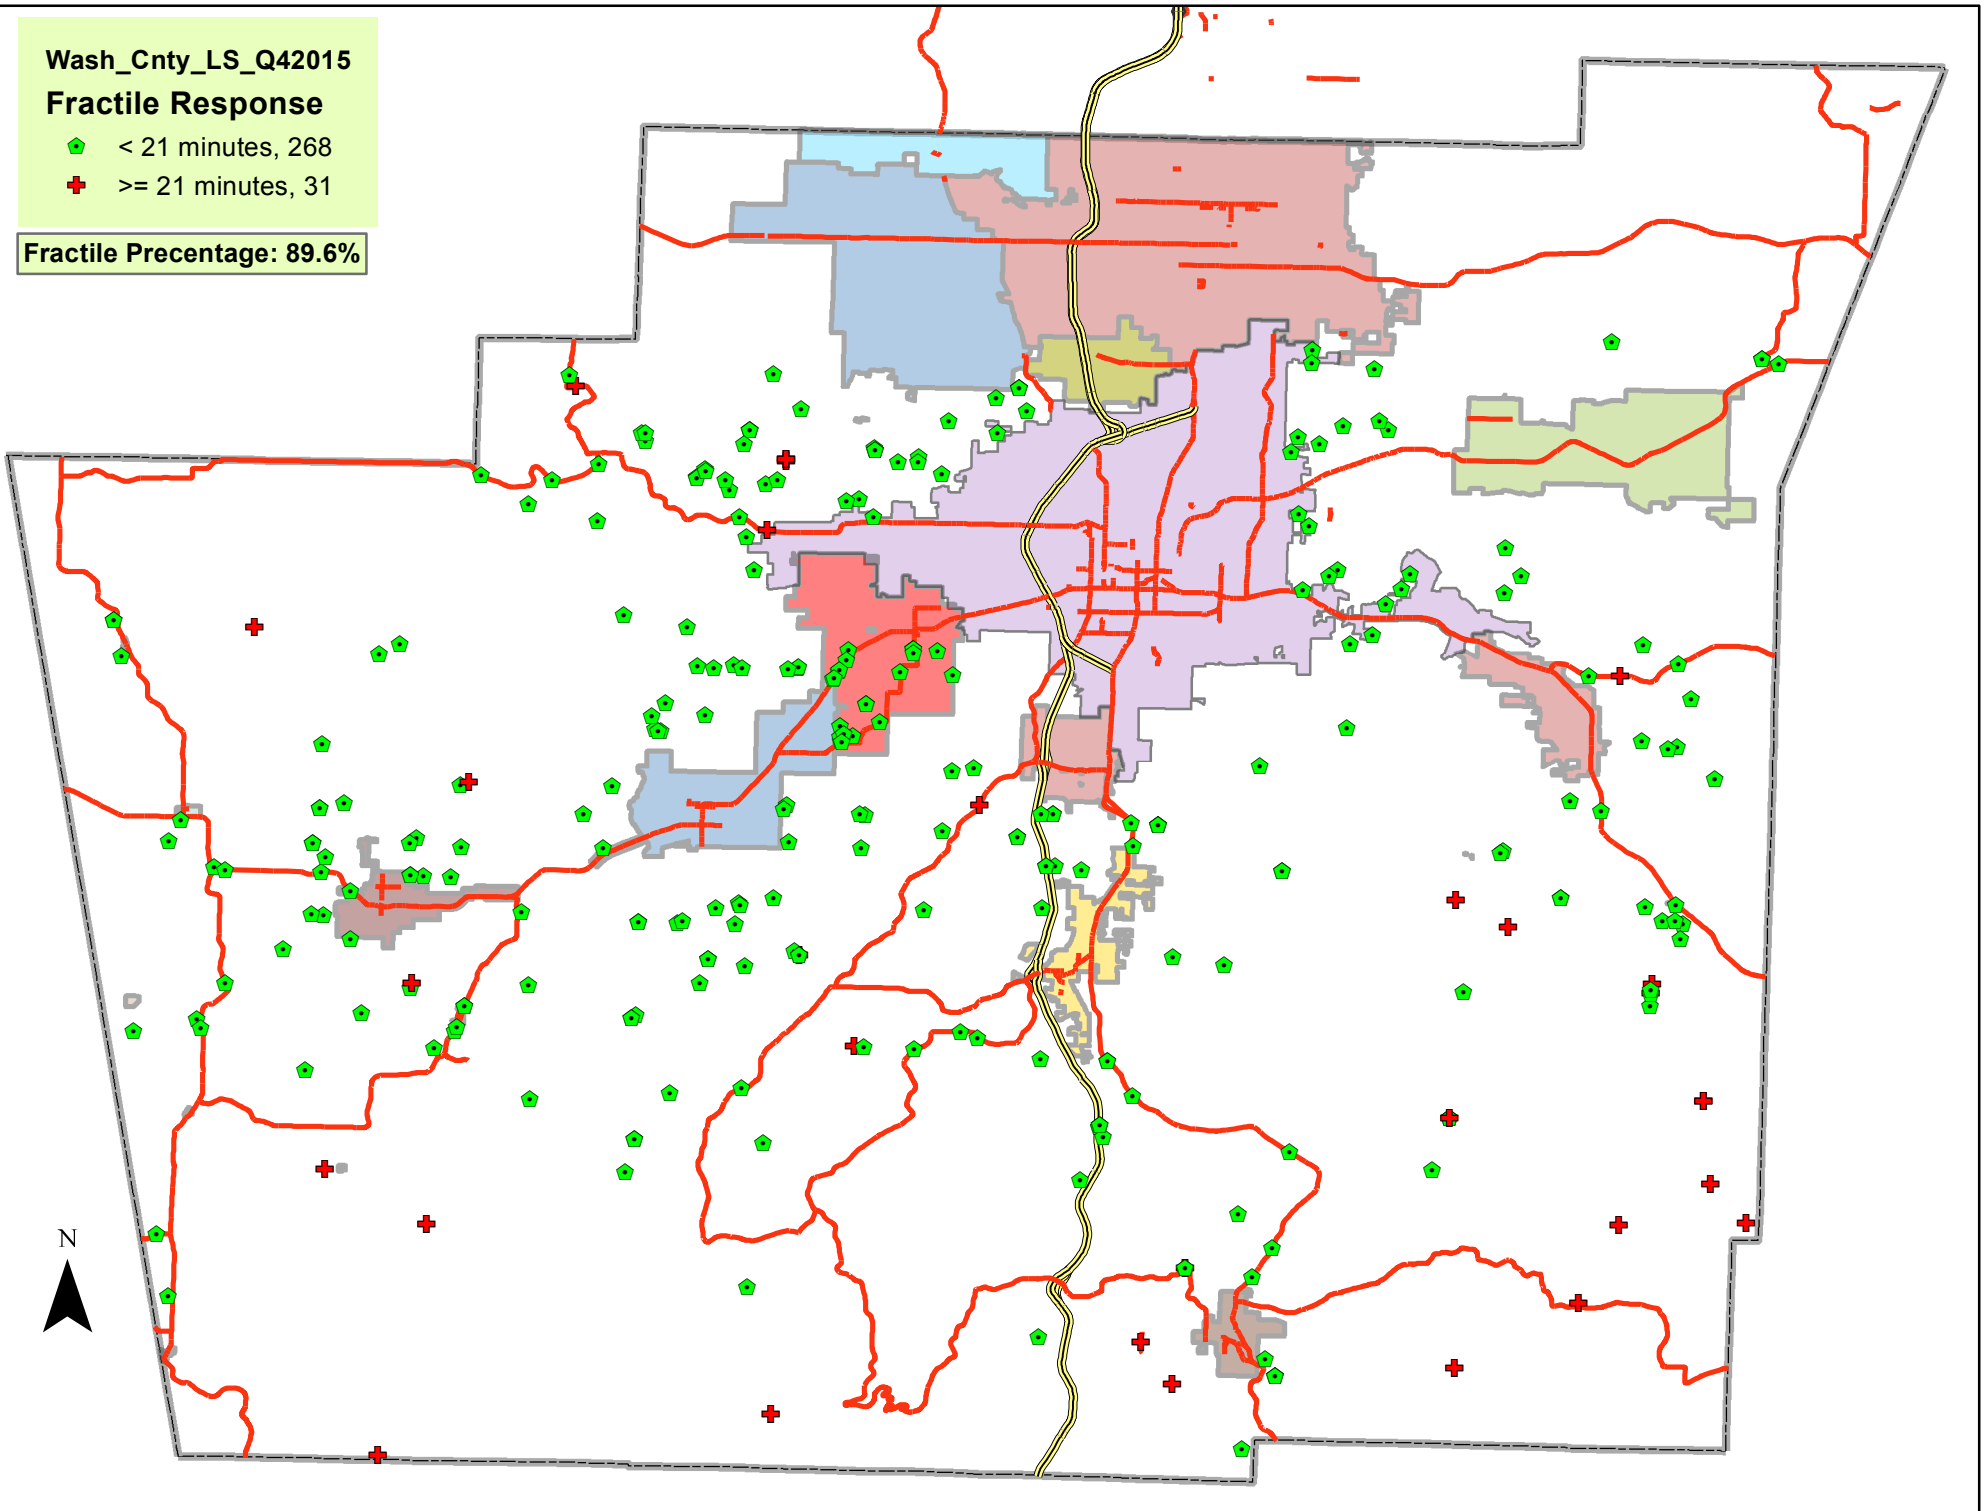 Wash_Cnty_LS_Q42015
Fractile Response
< 21 minutes, 268
>= 21 minutes, 31
Fractile Precentage: 89.6%
N